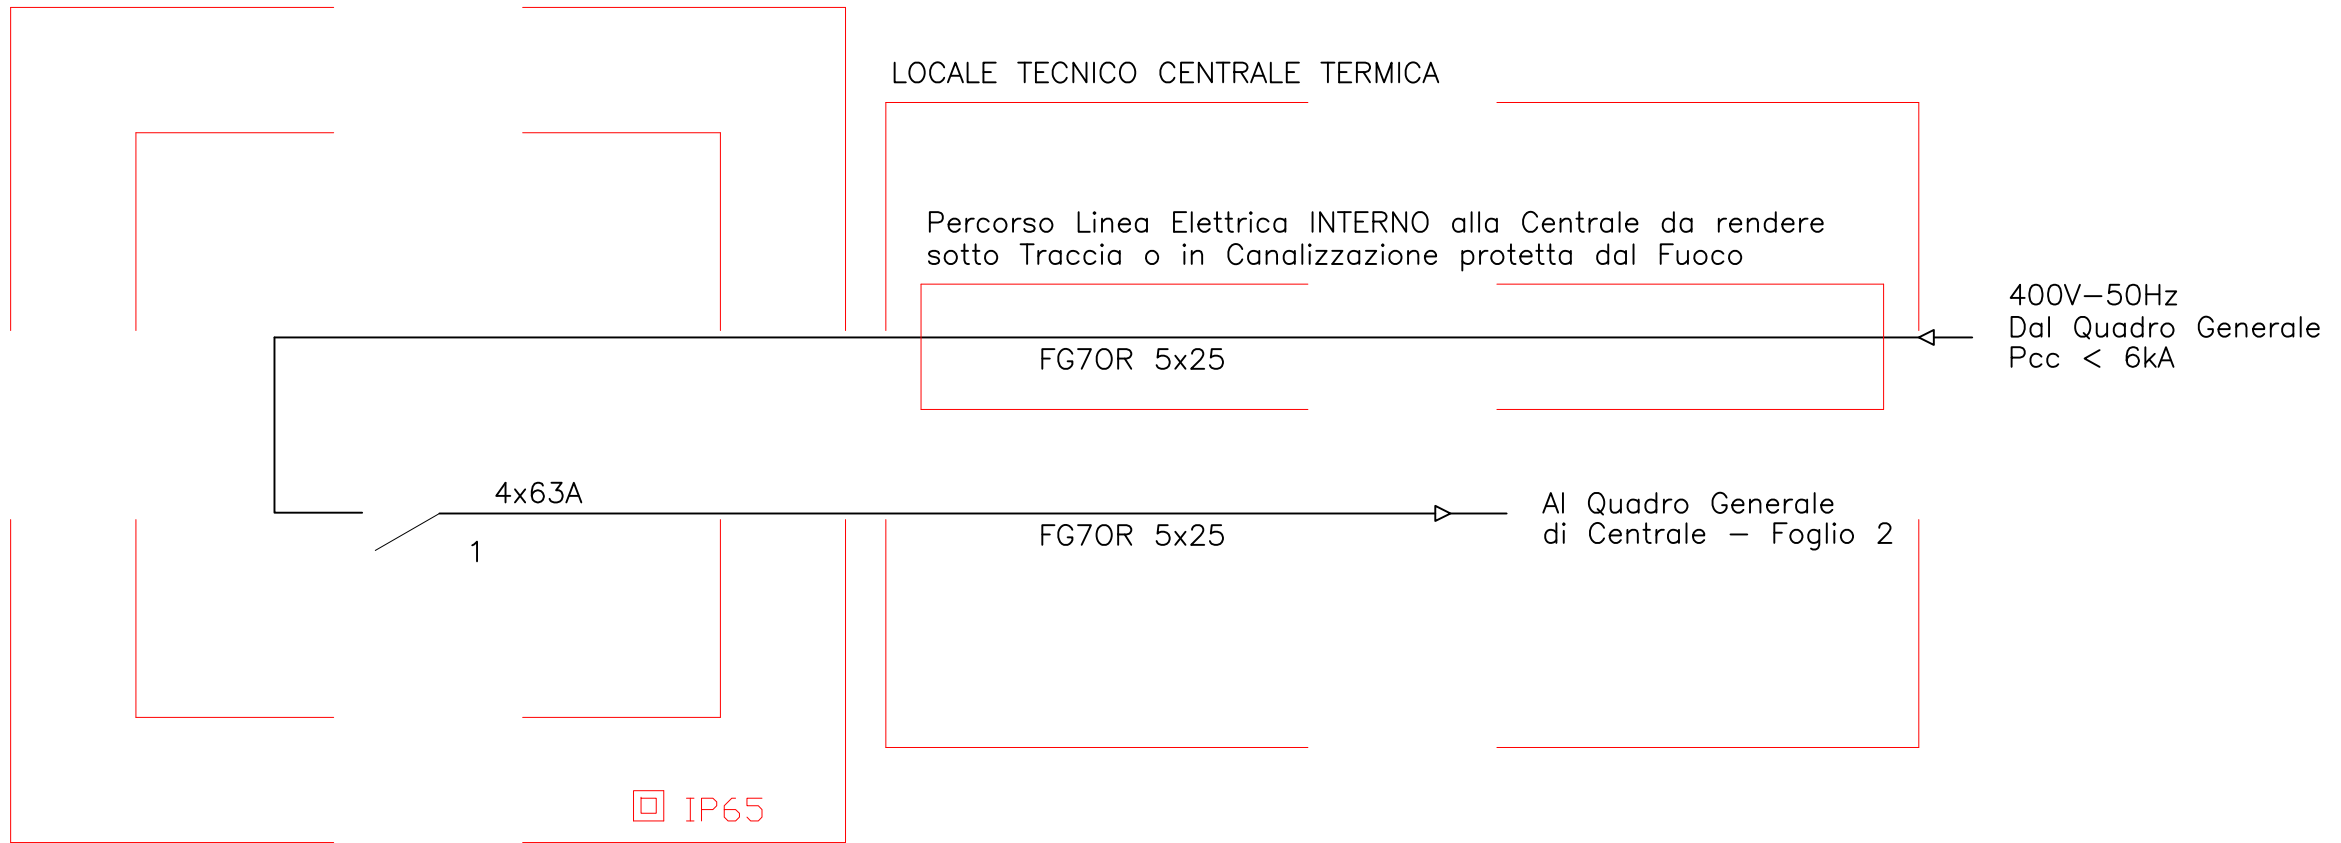 LOCALE TECNICO CENTRALE TERMICA
Percorso Linea Elettrica INTERNO alla Centrale da rendere
sotto Traccia o in Canalizzazione protetta dal Fuoco
400V-50Hz
Dal Quadro Generale
Pcc < 6kA
FG7OR 5x25
4x63A
1
FG7OR 5x25
Al Quadro Generale
di Centrale - Foglio 2
IP65